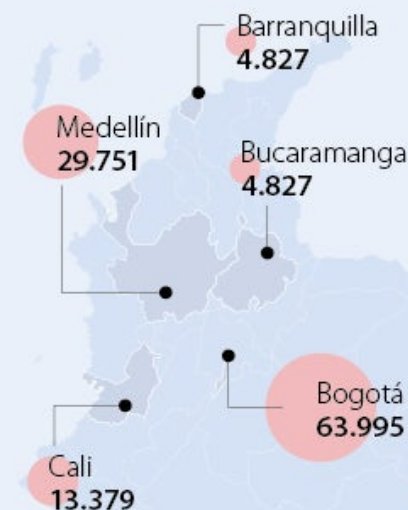 Barranquilla
4.827
Medellín
29.751
Bucaramanga
4.827
Bogotá
63.995
Cali
13.379